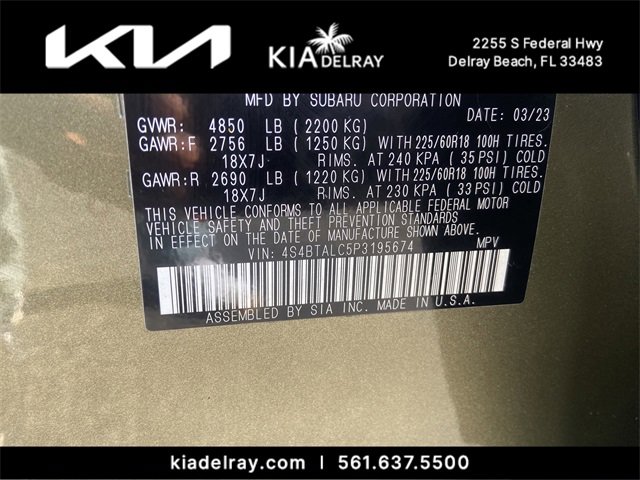 KIA
KIA DELRAY
2255 S Federal Hwy
Delray Beach, FL 33483
MFD BY SUBARU CORPORATION
DATE: 03/23
GVWR: 4850 LB (2200 KG)
GAWR:F 2756 LB (1250 KG) WITH 225/60R18 100H TIRES.
18X7J RIMS. AT 240 KPA (35 PSI) COLD
GAWR:R 2690 LB (1220 KG) WITH 225/60R18 100H TIRES.
18X7J RIMS. AT 230 KPA (33 PSI) COLD
THIS VEHICLE CONFORMS TO ALL APPLICABLE FEDERAL MOTOR
VEHICLE SAFETY AND THEFT PREVENTION STANDARDS
IN EFFECT ON THE DATE OF MANUFACTURE SHOWN ABOVE.
VIN: 4S4BTALC5P3195674 MPV
ASSEMBLED BY SIA INC. MADE IN U.S.A.
kiadelray.com | 561.637.5500